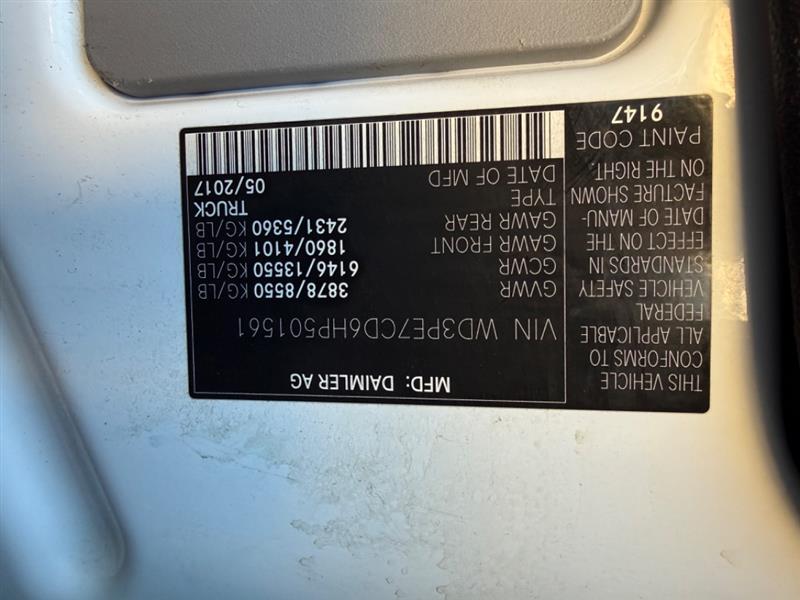 MFD: DAIMLER AG
VIN WD3PE7CD6HP501561
GVWR 3878/8550 KG/LB
GCWR 6146/13550 KG/LB
GAWR FRONT 1860/4101 KG/LB
GAWR REAR 2431/5360 KG/LB
TYPE TRUCK
DATE OF MFD 05/2017
THIS VEHICLE
CONFORMS TO
ALL APPLICABLE
FEDERAL
VEHICLE SAFETY
STANDARDS IN
EFFECT ON THE
DATE OF MANU-
FACTURE SHOWN
ON THE RIGHT
PAINT CODE
9147